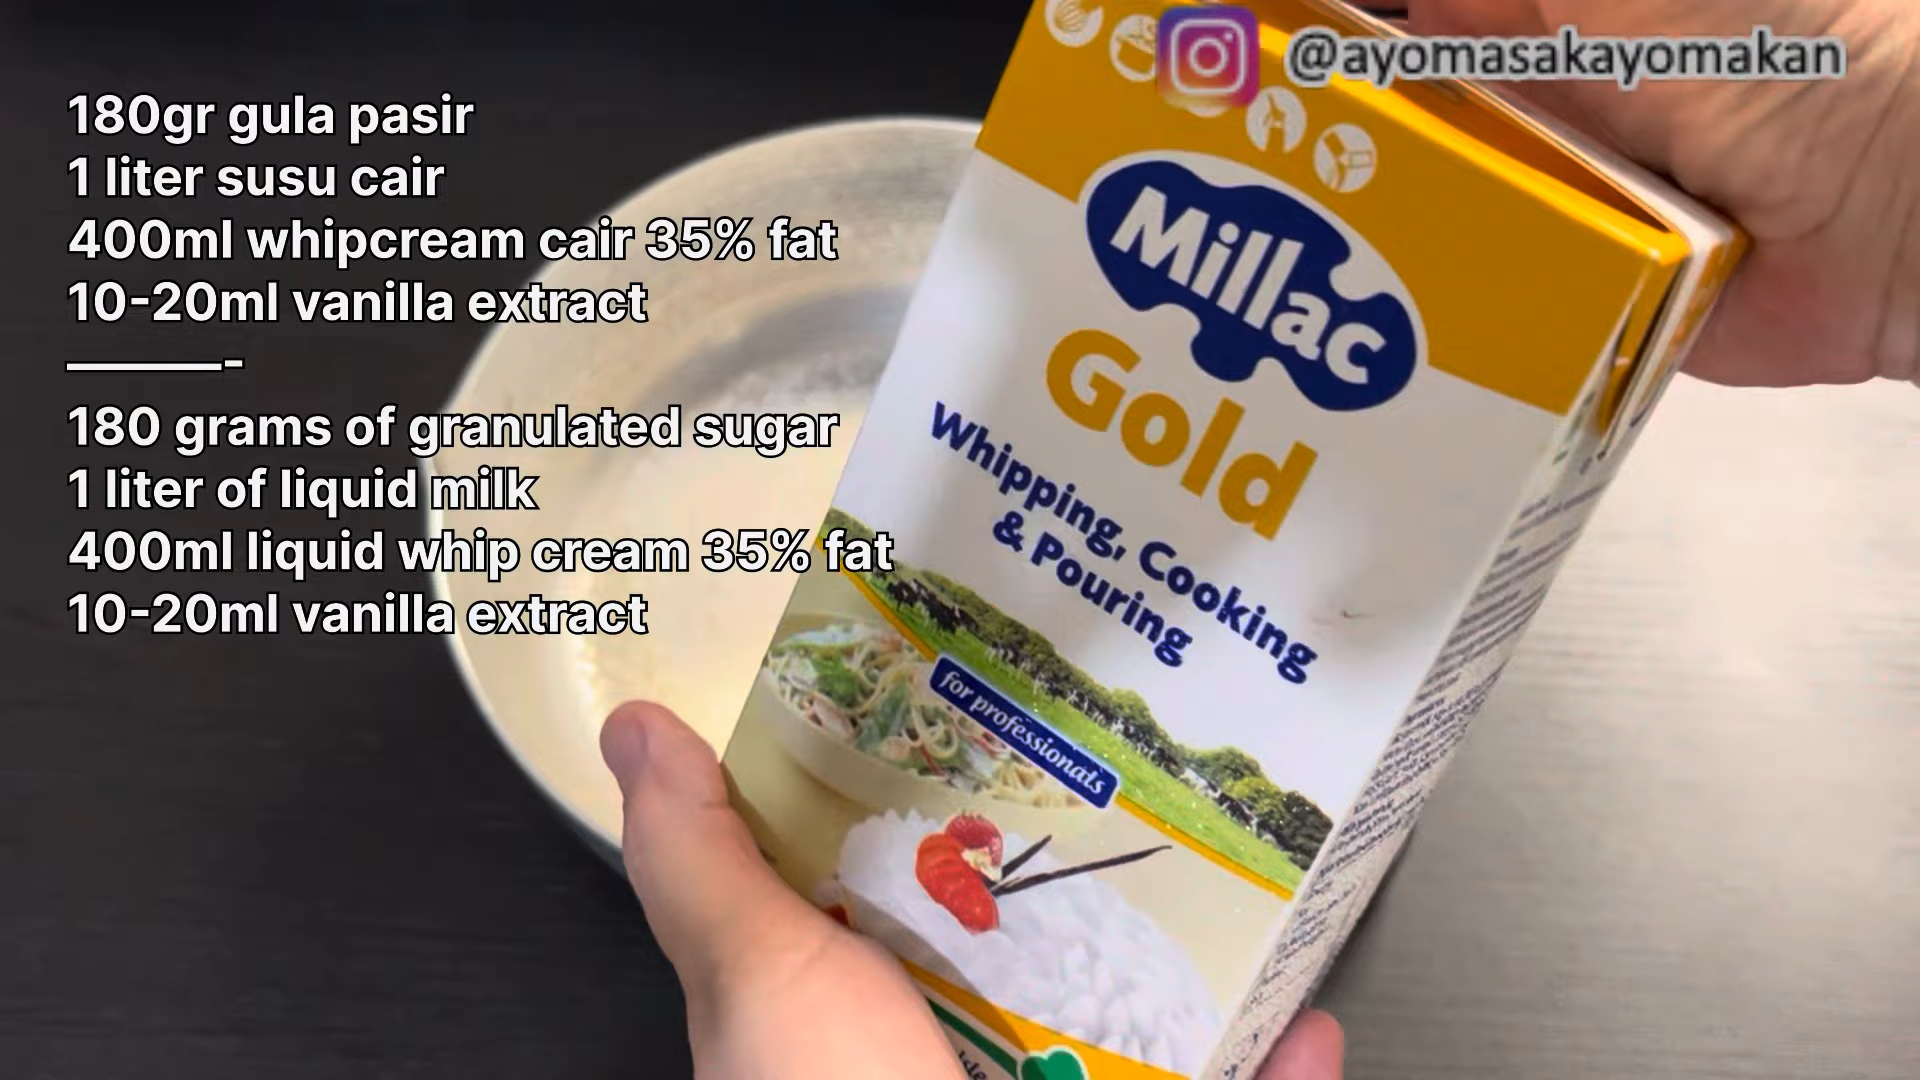 180gr gula pasir
1 liter susu cair
400ml whipcream cair 35% fat
10-20ml vanilla extract
————-
180 grams of granulated sugar
1 liter of liquid milk
400ml liquid whip cream 35% fat
10-20ml vanilla extract
@ayomasakayomakan
Millac
Gold
Whipping, Cooking
& Pouring
for professionals